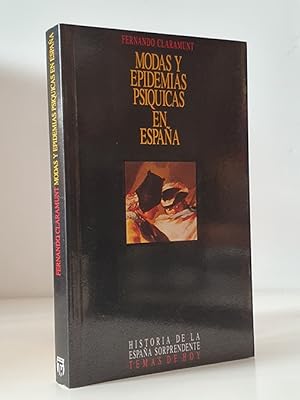 FERNANDO CLARAMUNT
MODAS Y
EPIDEMIAS
PSIQUICAS
EN
ESPAÑA
HISTORIA DE LA
ESPAÑA SORPRENDENTE
TEMAS DE HOY
FERNANDO CLARAMUNT MODAS Y EPIDEMIAS PSIQUICAS EN ESPAÑA